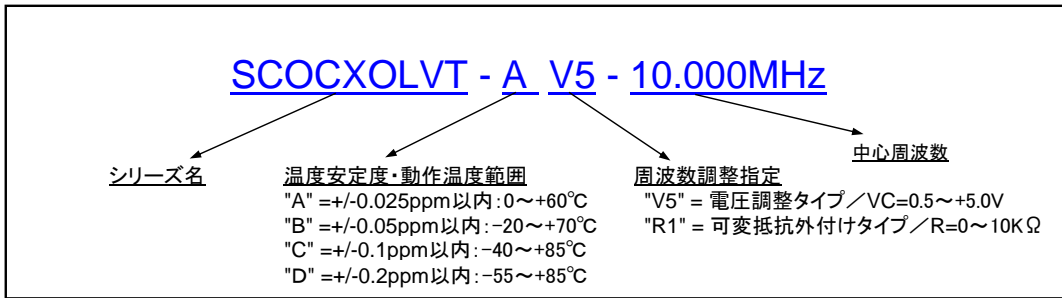 SCOCXOLVT - A V5 - 10.000MHz
中心周波数
シリーズ名
温度安定度・動作温度範囲
"A" =+/-0.025ppm以内:0～+60℃
"B" =+/-0.05ppm以内:-20～+70℃
"C" =+/-0.1ppm以内:-40～+85℃
"D" =+/-0.2ppm以内:-55～+85℃
周波数調整指定
"V5" = 電圧調整タイプ／VC=0.5～+5.0V
"R1" = 可変抵抗外付けタイプ／R=0～10KΩ